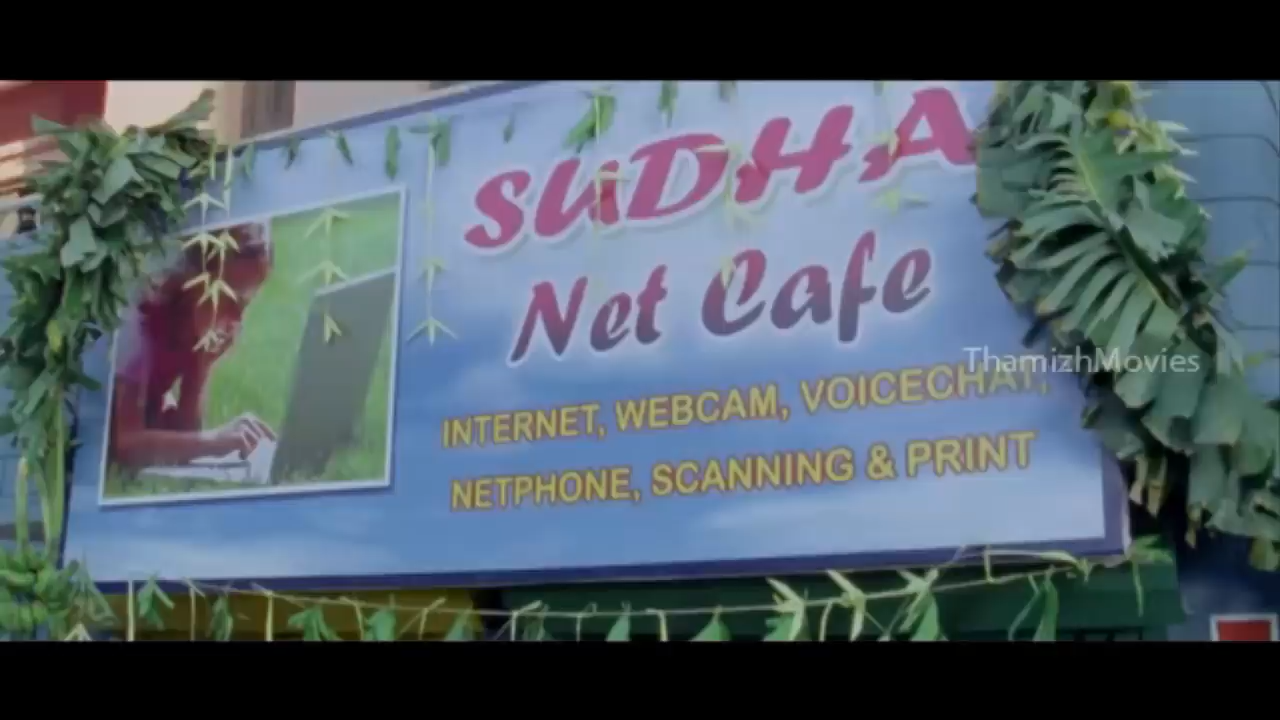 SUDHA
Net Cafe
ThamizhMovies
INTERNET, WEBCAM, VOICECHAT,
NETPHONE, SCANNING & PRINT